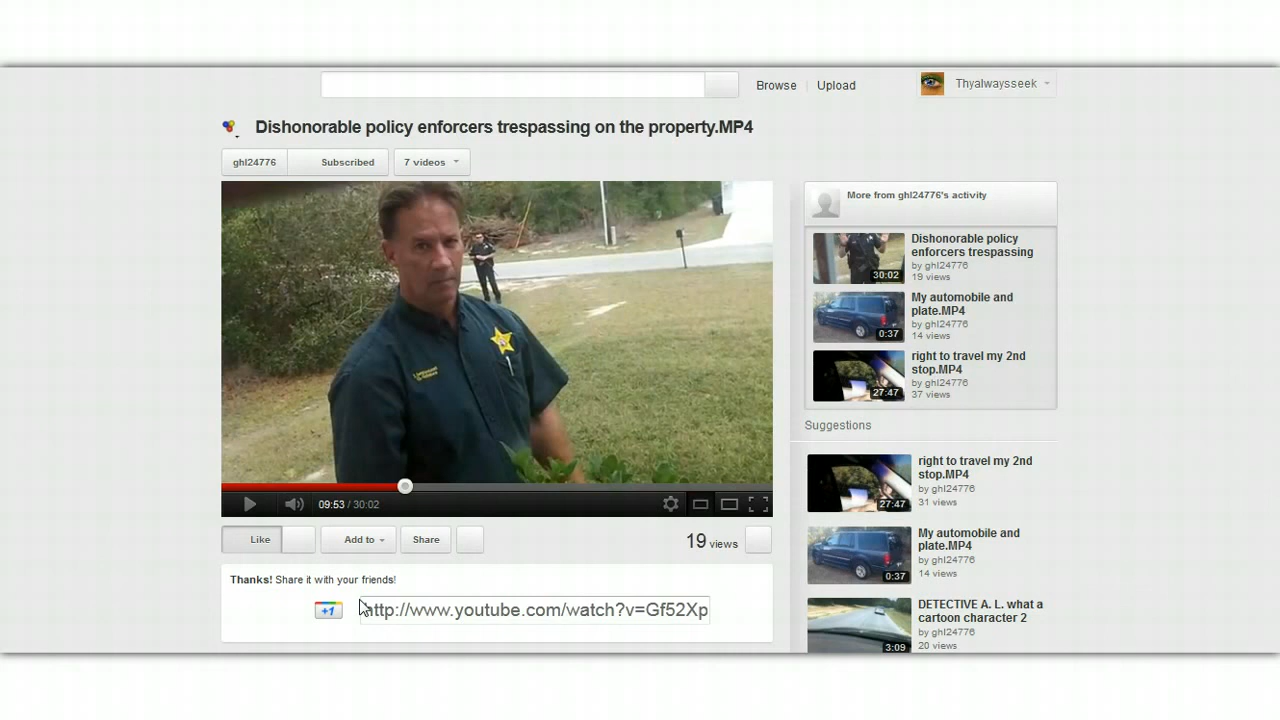 Browse | Upload
Thyalwaysseek
Dishonorable policy enforcers trespassing on the property.MP4
ghl24776
Subscribed
7 videos
09:53 / 30:02
Like
Add to
Share
19 views
Thanks! Share it with your friends!
+1
http://www.youtube.com/watch?v=Gf52Xp
More from ghl24776's activity
30:02
Dishonorable policy
enforcers trespassing
by ghl24776
19 views
0:37
My automobile and
plate.MP4
by ghl24776
14 views
27:47
right to travel my 2nd
stop.MP4
by ghl24776
37 views
Suggestions
27:47
right to travel my 2nd
stop.MP4
by ghl24776
31 views
0:37
My automobile and
plate.MP4
by ghl24776
14 views
3:09
DETECTIVE A. L. what a
cartoon character 2
by ghl24776
20 views